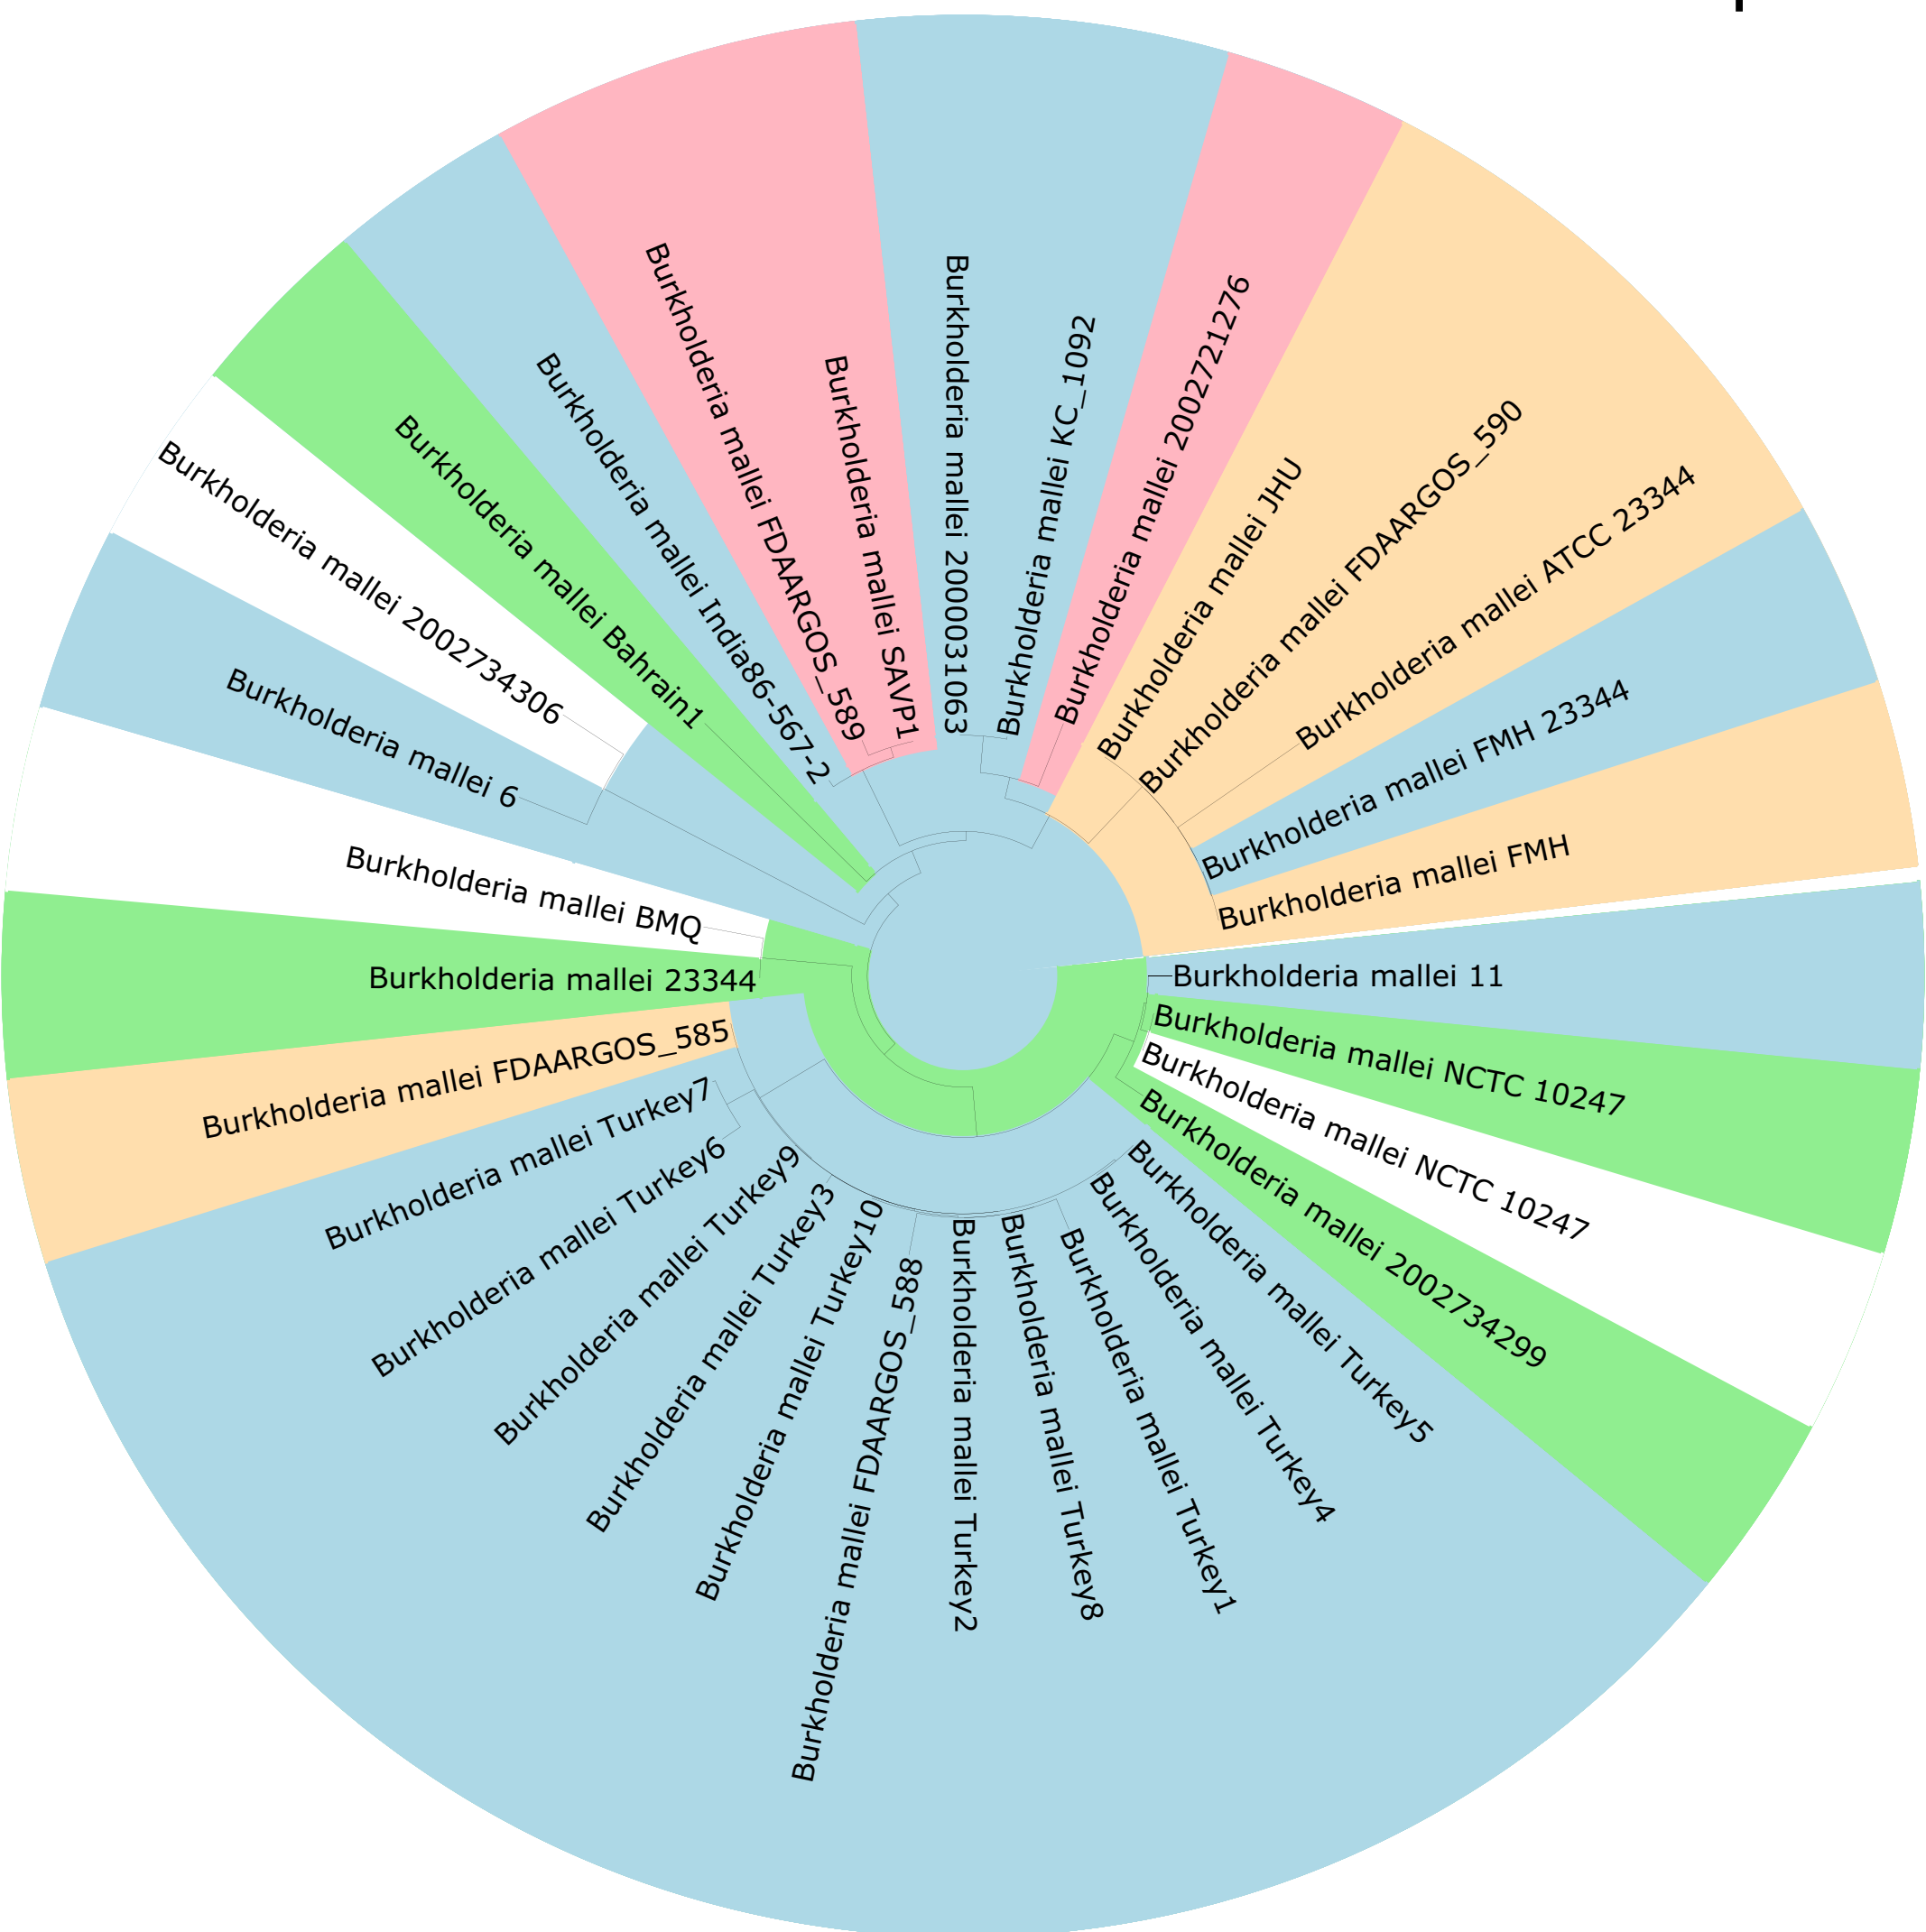 Burkholderia mallei 2000031063
Burkholderia mallei KC_1092
Burkholderia mallei 2002721276
Burkholderia mallei JHU
Burkholderia mallei FDAARGOS_590
Burkholderia mallei ATCC 23344
Burkholderia mallei FMH 23344
Burkholderia mallei FMH
Burkholderia mallei 11
Burkholderia mallei NCTC 10247
Burkholderia mallei NCTC 10247
Burkholderia mallei 2002734299
Burkholderia mallei Turkey5
Burkholderia mallei Turkey4
Burkholderia mallei Turkey1
Burkholderia mallei Turkey8
Burkholderia mallei Turkey2
Burkholderia mallei FDAARGOS_588
Burkholderia mallei Turkey10
Burkholderia mallei Turkey3
Burkholderia mallei Turkey9
Burkholderia mallei Turkey6
Burkholderia mallei Turkey7
Burkholderia mallei FDAARGOS_585
Burkholderia mallei 23344
Burkholderia mallei BMQ
Burkholderia mallei 6
Burkholderia mallei 2002734306
Burkholderia mallei Bahrain1
Burkholderia mallei India86-567-2
Burkholderia mallei FDAARGOS_589
Burkholderia mallei SAVP1